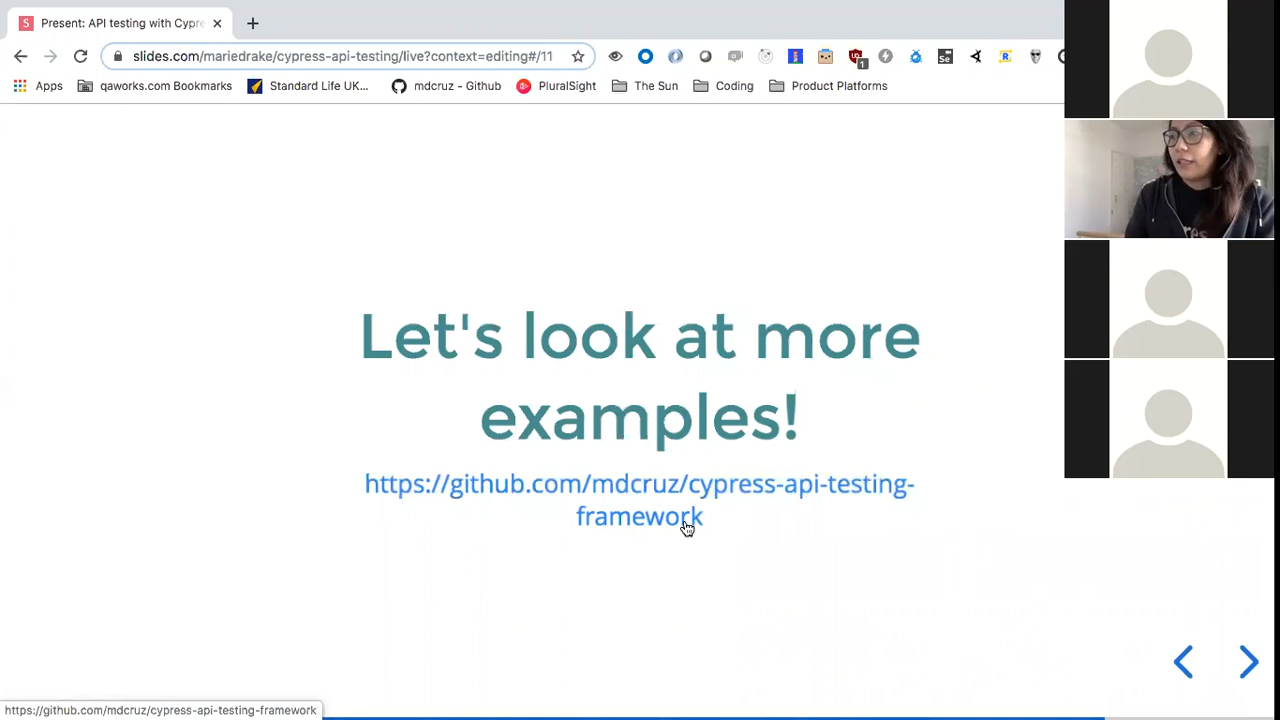 Present: API testing with Cypre
slides.com/mariedrake/cypress-api-testing/live?context=editing#/11
1
Se
R
Apps
qaworks.com Bookmarks
Standard Life UK...
mdcruz - Github
PluralSight
The Sun
Coding
Product Platforms
Let's look at more
examples!
https://github.com/mdcruz/cypress-api-testing-
framework
https://github.com/mdcruz/cypress-api-testing-framework